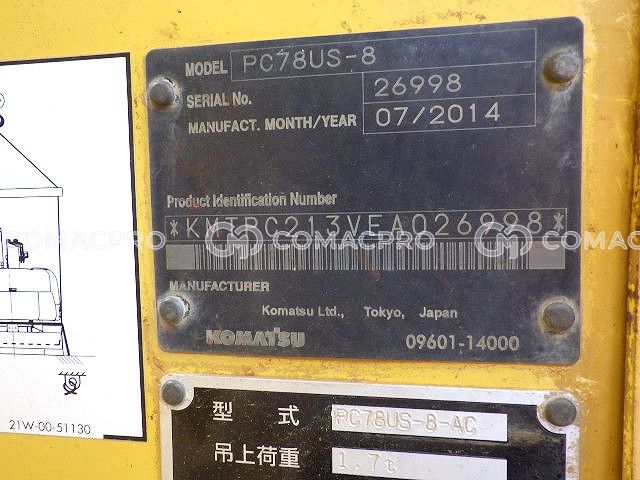 MODEL PC78US-8
SERIAL No. 26998
MANUFACT. MONTH/YEAR 07/2014
Product Identification Number
*KMTPC213VEA026998*
COMACPRO COMACPRO COMACPRO
MANUFACTURER
Komatsu Ltd., Tokyo, Japan
KOMATSU 09601-14000
21W-00-51130
型式 PC78US-8-AC
吊上荷重 1.7t